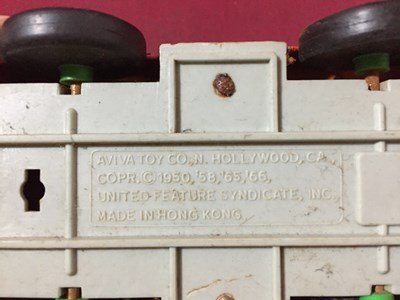 AVIVA TOY CO. N. HOLLYWOOD, CA.
COPR. © 1950, '58, '65, '66,
UNITED FEATURE SYNDICATE, INC.
MADE IN HONG KONG